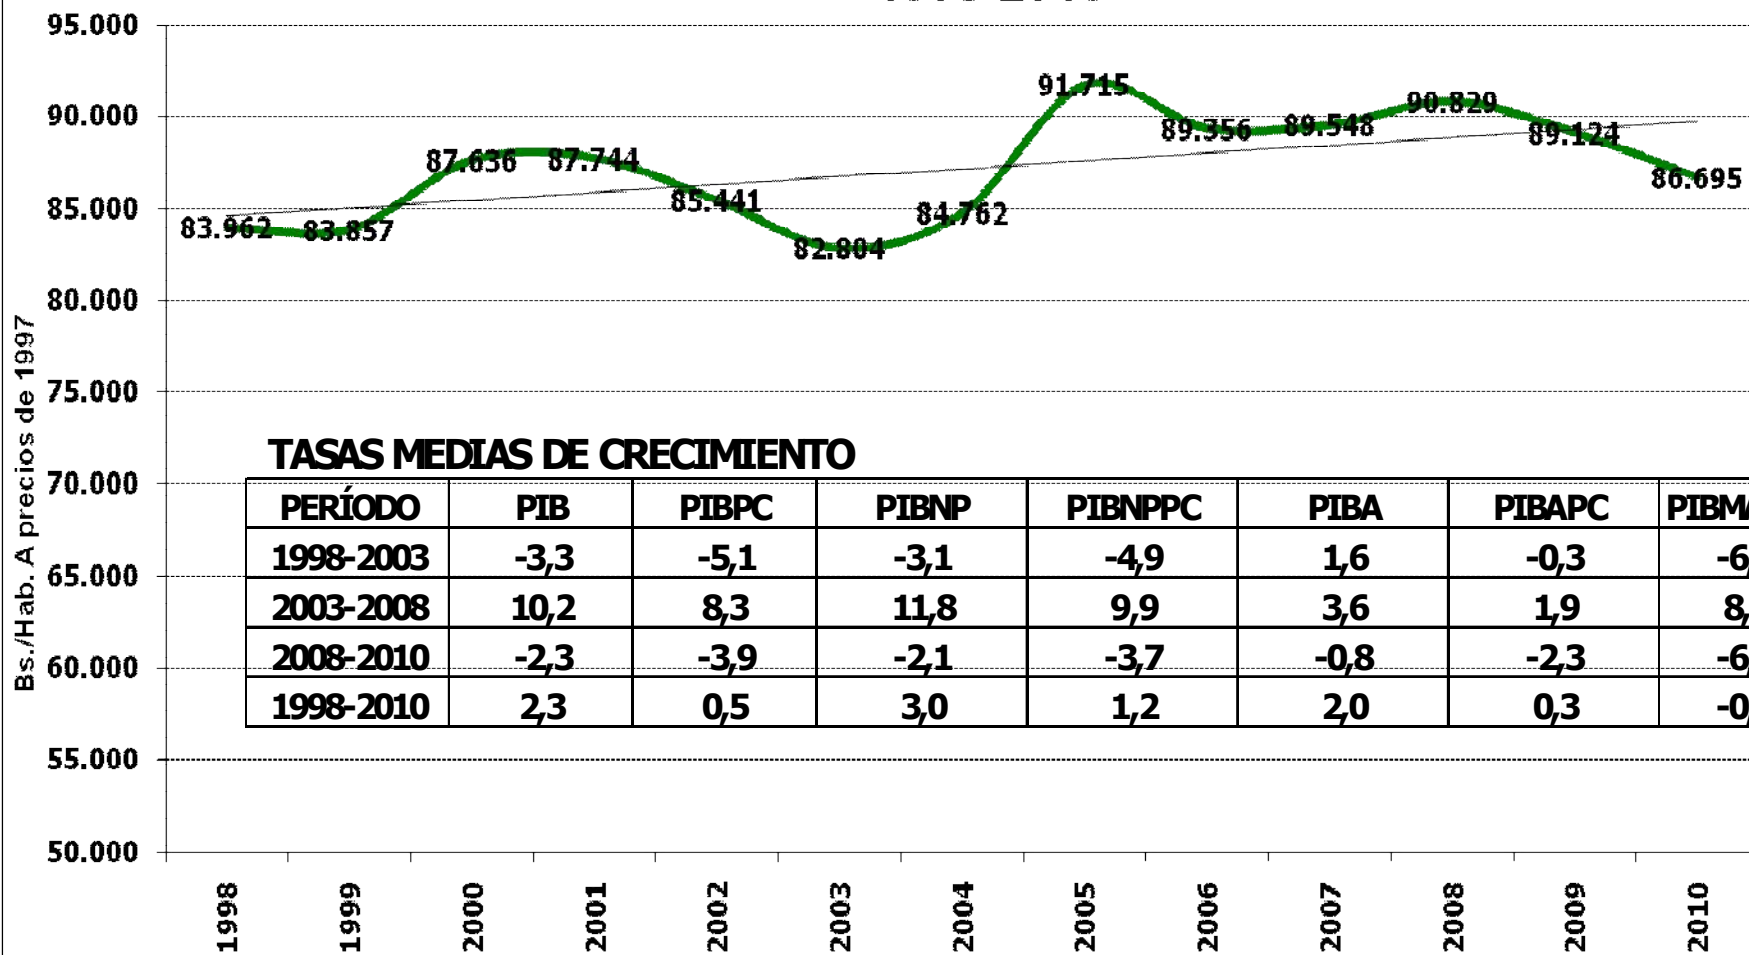 95.000
90.000
85.000
80.000
75.000
70.000
65.000
60.000
55.000
50.000
Bs./Hab. A precios de 1997
83.962 83.857 87.636 87.744 85.441 82.804 84.762 91.715 89.356 89.548 90.829 89.124 86.695
TASAS MEDIAS DE CRECIMIENTO
PERÍODO PIB PIBPC PIBNP PIBNPPC PIBA PIBAPC
1998-2003 -3,3 -5,1 -3,1 -4,9 1,6 -0,3 -6,
2003-2008 10,2 8,3 11,8 9,9 3,6 1,9 8,
2008-2010 -2,3 -3,9 -2,1 -3,7 -0,8 -2,3 -6
1998-2010 2,3 0,5 3,0 1,2 2,0 0,3 -0,
1998 1999 2000 2001 2002 2003 2004 2005 2006 2007 2008 2009 2010